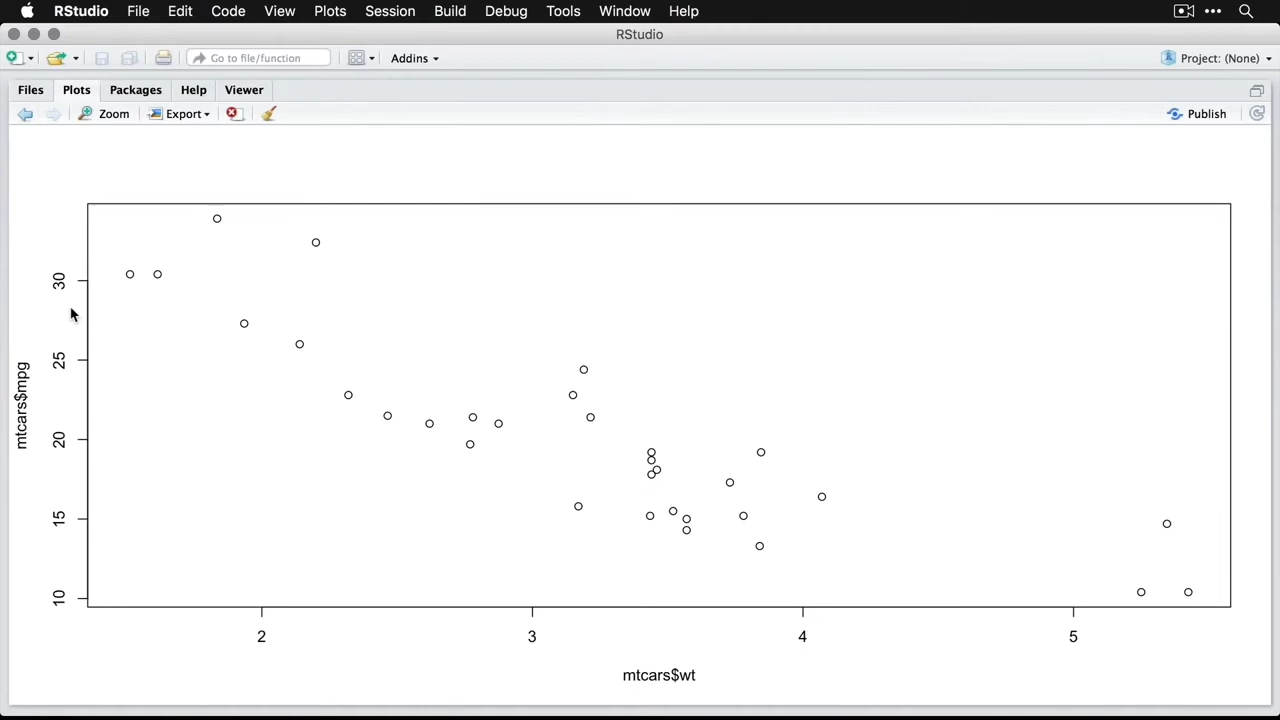 RStudio File Edit Code View Plots Session Build Debug Tools Window Help
RStudio
Go to file/function Addins Project: (None)
Files Plots Packages Help Viewer
Zoom Export Publish
mtcars$mpg
30
25
20
15
10
2 3 4 5
mtcars$wt